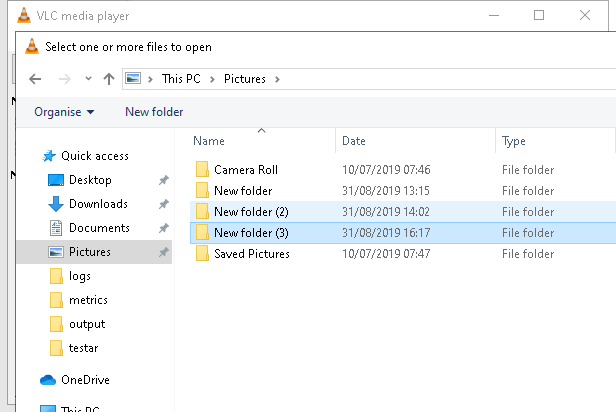 VLC media player
Select one or more files to open
This PC > Pictures >
Organise New folder
Name Date Type
Quick access
Desktop
Downloads
Documents
Pictures
logs
metrics
output
testar
OneDrive
This PC
Camera Roll 10/07/2019 07:46 File folder
New folder 31/08/2019 13:15 File folder
New folder (2) 31/08/2019 14:02 File folder
New folder (3) 31/08/2019 16:17 File folder
Saved Pictures 10/07/2019 07:47 File folder